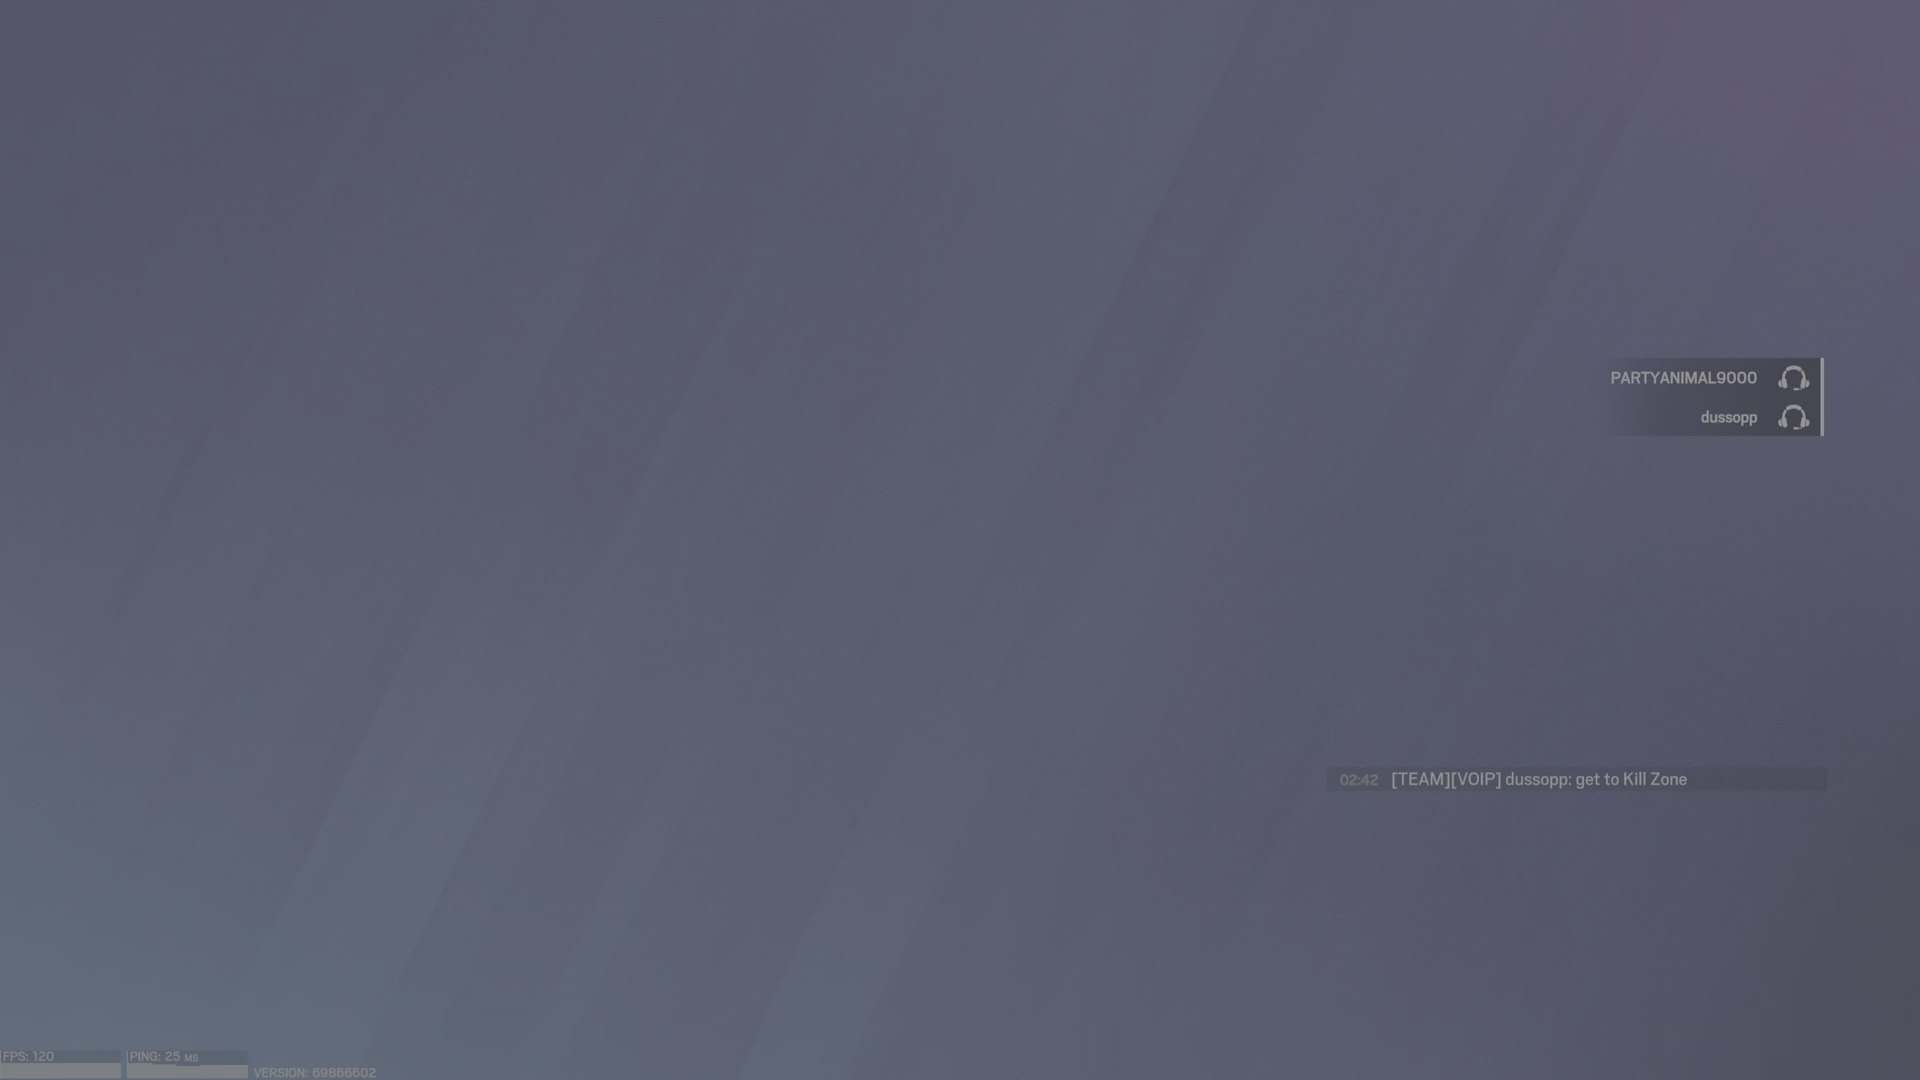 PARTYANIMAL9000
dussopp
02:42 [TEAM][VOIP] dussopp: get to Kill Zone
FPS: 120 PING: 25 MS VERSION: 69866602